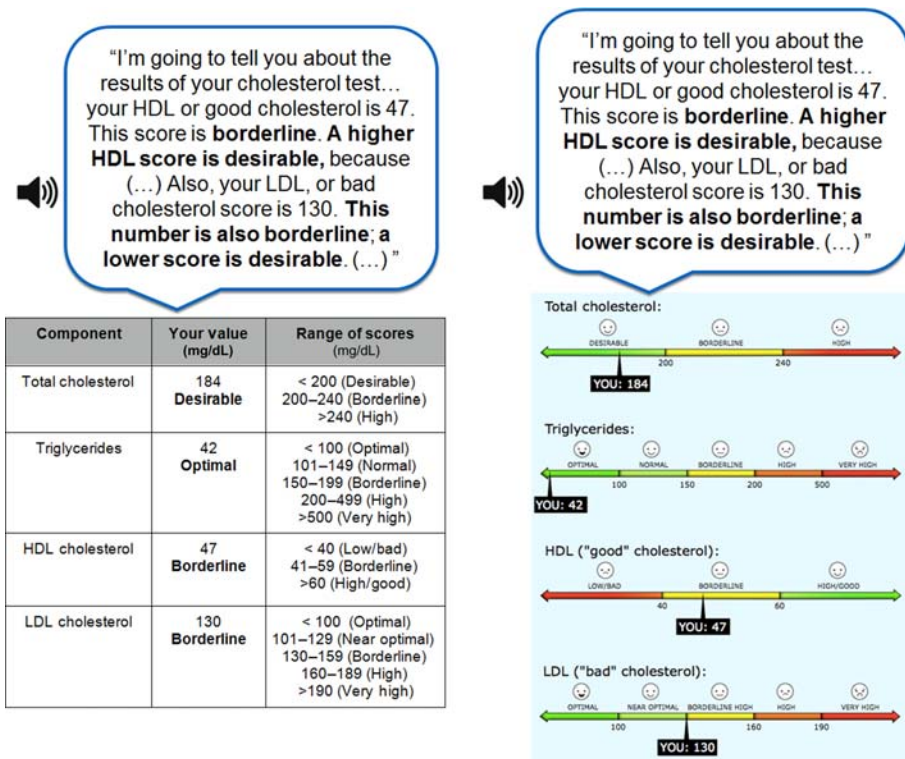 “I’m going to tell you about the
results of your cholesterol test…
your HDL or good cholesterol is 47.
This score is borderline. A higher
HDL score is desirable, because
(…) Also, your LDL, or bad
cholesterol score is 130. This
number is also borderline; a
lower score is desirable. (…) ”
Component Your value Range of scores
(mg/dL) (mg/dL)
Total cholesterol 184 < 200 (Desirable)
Desirable 200–240 (Borderline)
>240 (High)
Triglycerides 42 < 100 (Optimal)
Optimal 101–149 (Normal)
150–199 (Borderline)
200–499 (High)
>500 (Very high)
HDL cholesterol 47 < 40 (Low/bad)
Borderline 41–59 (Borderline)
>60 (High/good)
LDL cholesterol 130 < 100 (Optimal)
Borderline 101–129 (Near optimal)
130–159 (Borderline)
160–189 (High)
>190 (Very high)
“I’m going to tell you about the
results of your cholesterol test…
your HDL or good cholesterol is 47.
This score is borderline. A higher
HDL score is desirable, because
(…) Also, your LDL, or bad
cholesterol score is 130. This
number is also borderline; a
lower score is desirable. (…) ”
Total cholesterol:
DESIRABLE BORDERLINE HIGH
200 240
YOU: 184
Triglycerides:
OPTIMAL NORMAL BORDERLINE HIGH VERY HIGH
100 150 200 500
YOU: 42
HDL ("good" cholesterol):
LOW/BAD BORDERLINE HIGH/GOOD
40 60
YOU: 47
LDL ("bad" cholesterol):
OPTIMAL NEAR OPTIMAL BORDERLINE HIGH HIGH VERY HIGH
100 160 190
YOU: 130